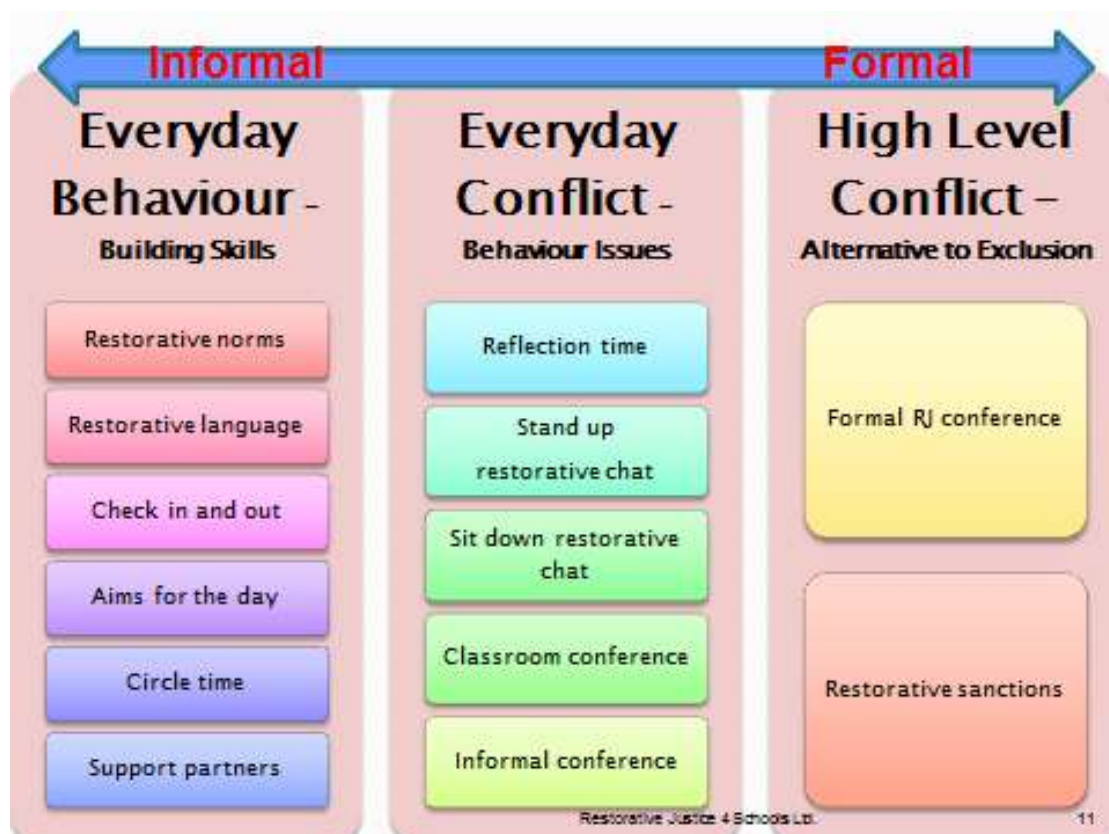 Informal
Formal
Everyday
Behaviour -
Building Skills
Restorative norms
Restorative language
Check in and out
Aims for the day
Circle time
Support partners
Everyday
Conflict -
Behaviour Issues
Reflection time
Stand up
restorative chat
Sit down restorative
chat
Classroom conference
Informal conference
High Level
Conflict –
Alternative to Exclusion
Formal RJ conference
Restorative sanctions
Restorative Justice 4 Schools Ltd.
11